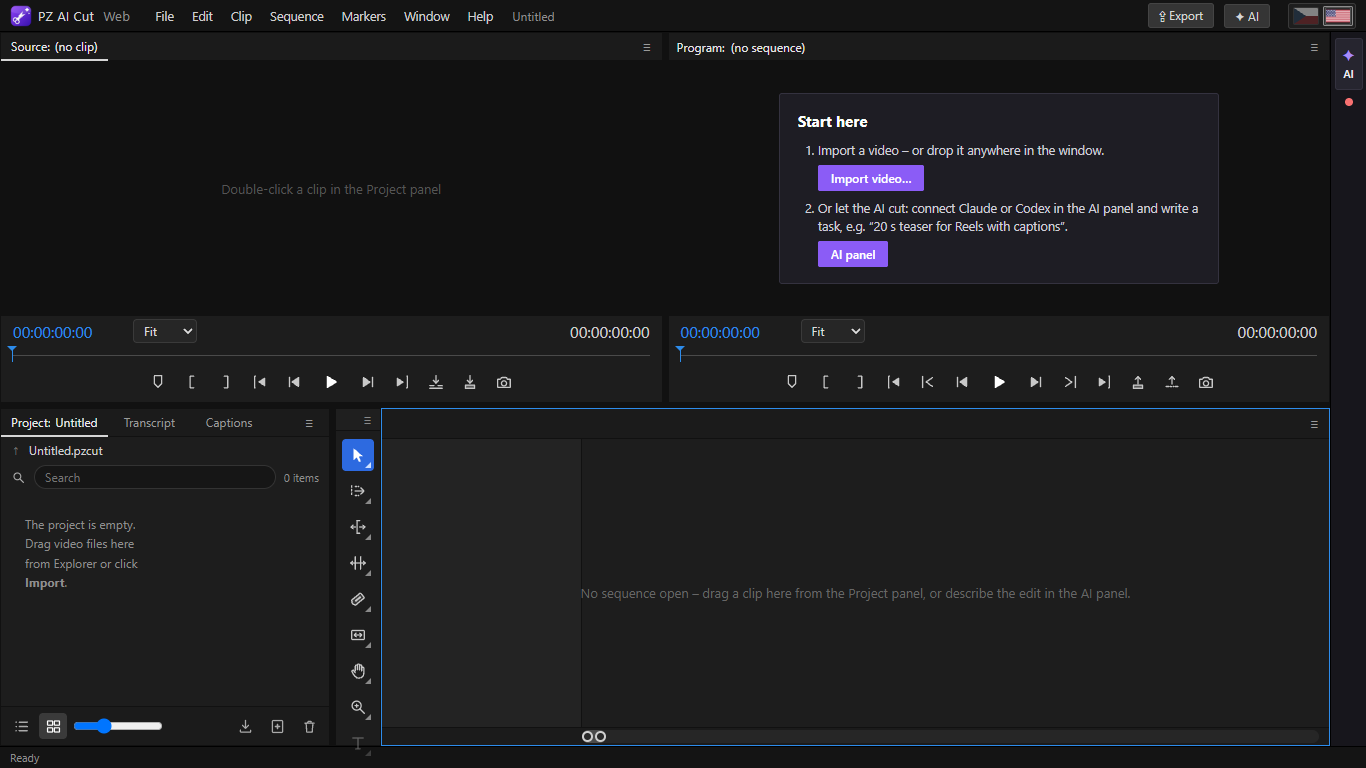 PZ AI Cut Web File Edit Clip Sequence Markers Window Help Untitled Export AI
Source: (no clip)
Program: (no sequence)
AI
Start here
1. Import a video – or drop it anywhere in the window.
Import video...
2. Or let the AI cut: connect Claude or Codex in the AI panel and write a
task, e.g. “20 s teaser for Reels with captions”.
AI panel
Double-click a clip in the Project panel
00:00:00:00 Fit 00:00:00:00
00:00:00:00 Fit 00:00:00:00
Project: Untitled Transcript Captions
Untitled.pzcut
Search 0 items
The project is empty.
Drag video files here
from Explorer or click
Import.
No sequence open – drag a clip here from the Project panel, or describe the edit in the AI panel.
Ready